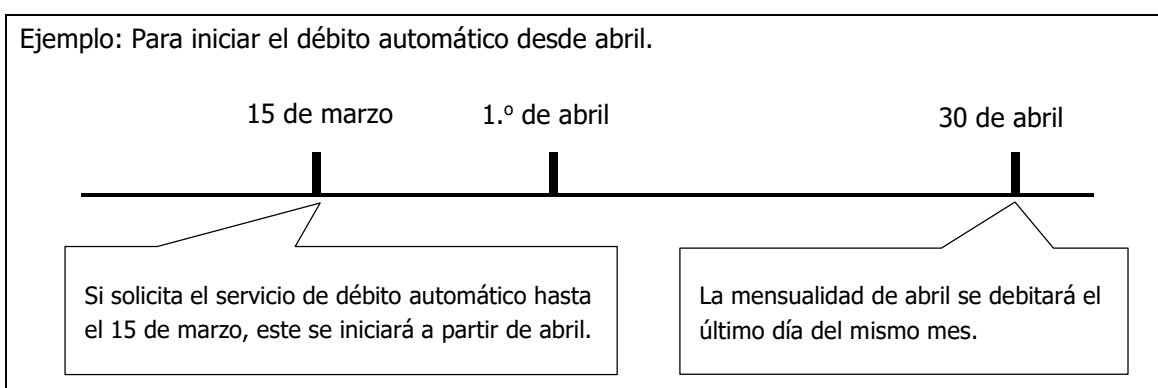 Ejemplo: Para iniciar el débito automático desde abril.
15 de marzo
1.º de abril
30 de abril
Si solicita el servicio de débito automático hasta
el 15 de marzo, este se iniciará a partir de abril.
La mensualidad de abril se debitará el
último día del mismo mes.